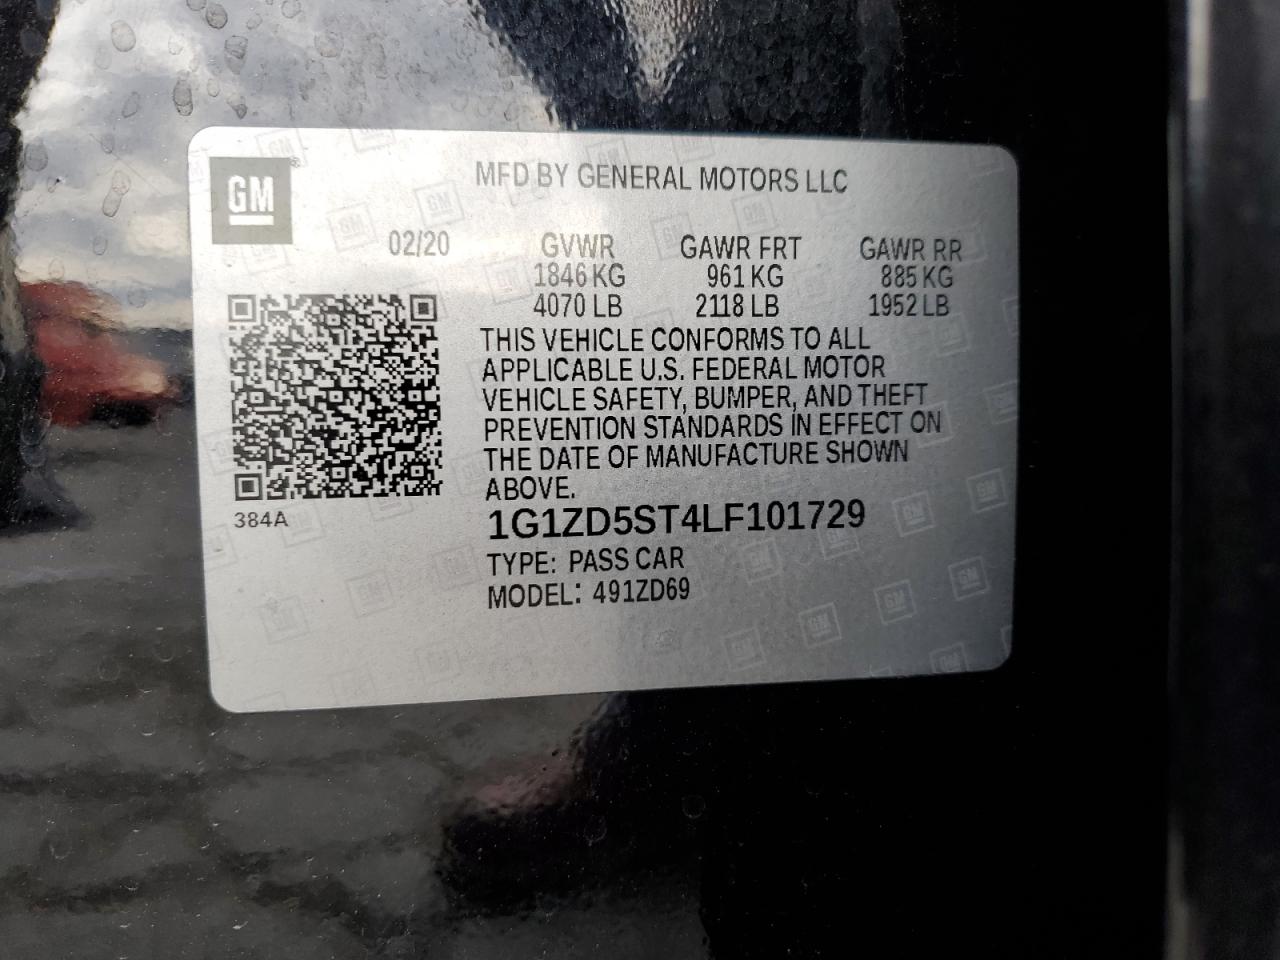 GM
MFD BY GENERAL MOTORS LLC
02/20 GVWR GAWR FRT GAWR RR
1846 KG 961 KG 885 KG
4070 LB 2118 LB 1952 LB
THIS VEHICLE CONFORMS TO ALL
APPLICABLE U.S. FEDERAL MOTOR
VEHICLE SAFETY, BUMPER, AND THEFT
PREVENTION STANDARDS IN EFFECT ON
THE DATE OF MANUFACTURE SHOWN
ABOVE.
384A
1G1ZD5ST4LF101729
TYPE: PASS CAR
MODEL: 491ZD69